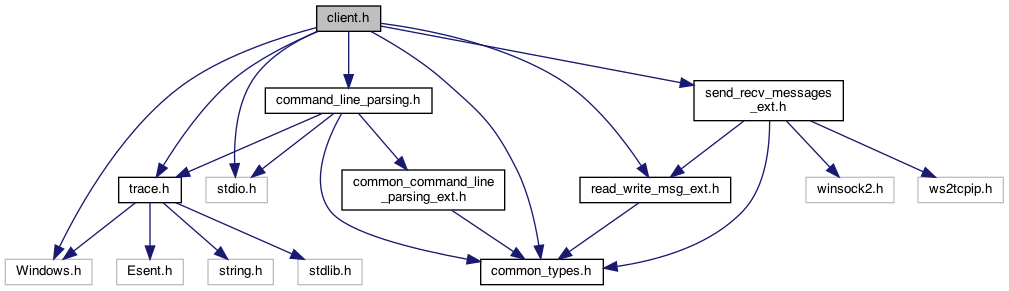 client.h
command_line_parsing.h
send_recv_messages
_ext.h
trace.h
stdio.h
common_command_line
_parsing_ext.h
read_write_msg_ext.h
winsock2.h
ws2tcpip.h
Windows.h
Esent.h
string.h
stdlib.h
common_types.h